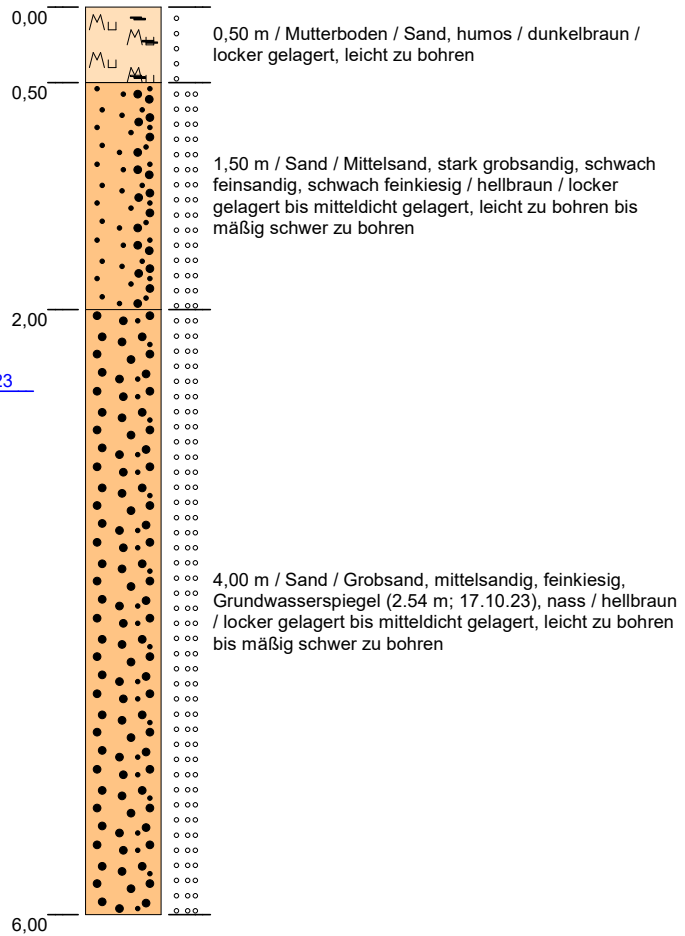 0,00
0,50 m / Mutterboden / Sand, humos / dunkelbraun /
locker gelagert, leicht zu bohren
0,50
1,50 m / Sand / Mittelsand, stark grobsandig, schwach
feinsandig, schwach feinkiesig / hellbraun / locker
gelagert bis mitteldicht gelagert, leicht zu bohren bis
mäßig schwer zu bohren
2,00
23
4,00 m / Sand / Grobsand, mittelsandig, feinkiesig,
Grundwasserspiegel (2.54 m; 17.10.23), nass / hellbraun
/ locker gelagert bis mitteldicht gelagert, leicht zu bohren
bis mäßig schwer zu bohren
6,00